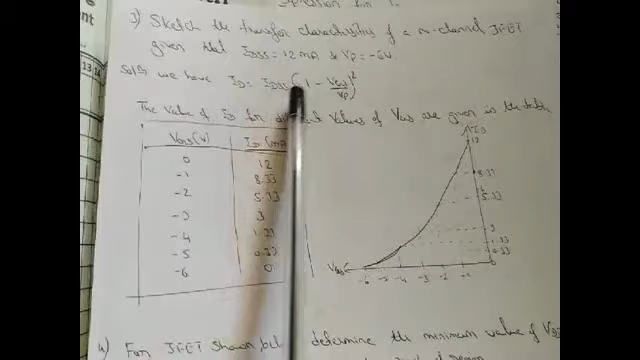 3) Sketch the transfer characteristics of a n-channel JFET
given that IDSS = 12 mA & VP = -6V.
Soln: we have ID = IDSS (1 - VGS/VP)²
The value of ID for different values of VGS are given in the table
VGS(V) ID (mA)
0 12
-1 8.33
-2 5.33
-3 3
-4 1.33
-5 0.33
-6 0
ID
12
8.33
5.33
3
1.33
0.33
0
VGS
-6 -5 -4 -3 -2 -1
4) For JFET shown below determine the minimum value of